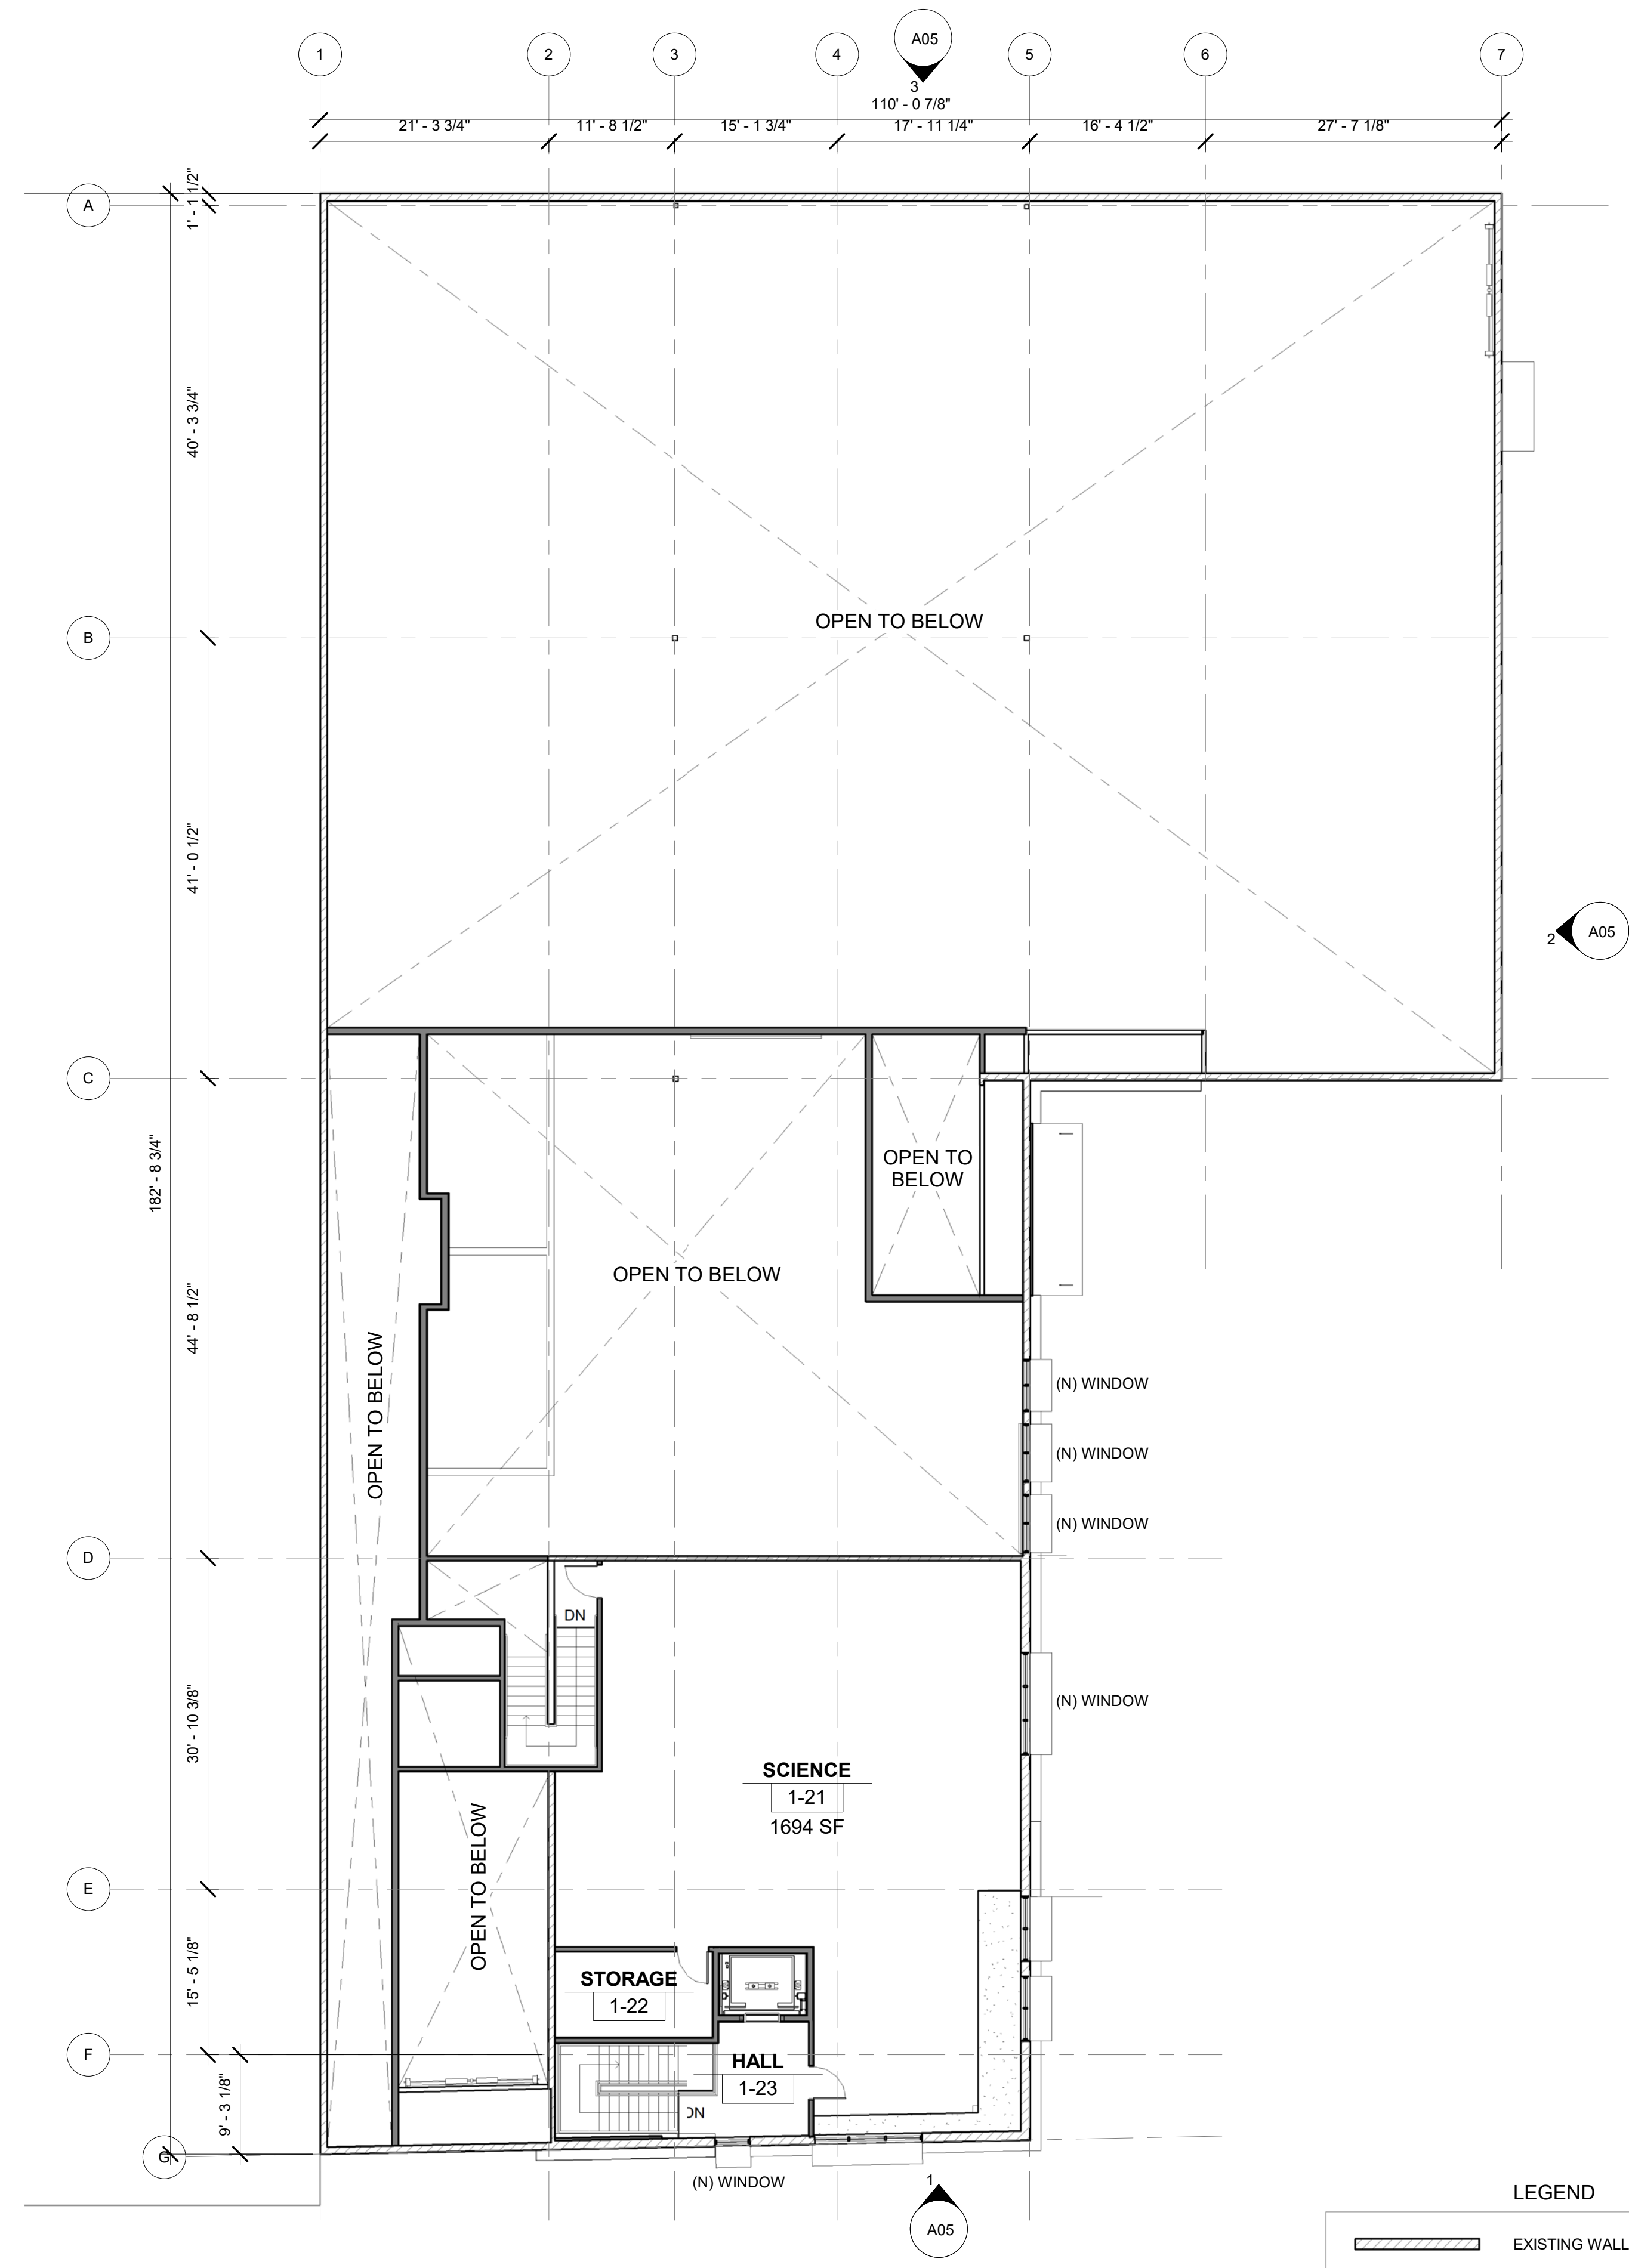 1
2
3
4
A05
5
6
7
3
110' - 0 7/8"
21' - 3 3/4"
11' - 8 1/2"
15' - 1 3/4"
17' - 11 1/4"
16' - 4 1/2"
27' - 7 1/8"
1' - 1 1/2"
A
40' - 3 3/4"
B
OPEN TO BELOW
41' - 0 1/2"
2
A05
C
182' - 8 3/4"
OPEN TO
BELOW
OPEN TO BELOW
44' - 8 1/2"
OPEN TO BELOW
(N) WINDOW
(N) WINDOW
(N) WINDOW
D
DN
(N) WINDOW
30' - 10 3/8"
SCIENCE
1-21
1694 SF
OPEN TO BELOW
E
15' - 5 1/8"
STORAGE
1-22
F
HALL
1-23
9' - 3 1/8"
DN
G
(N) WINDOW
1
A05
LEGEND
EXISTING WALL